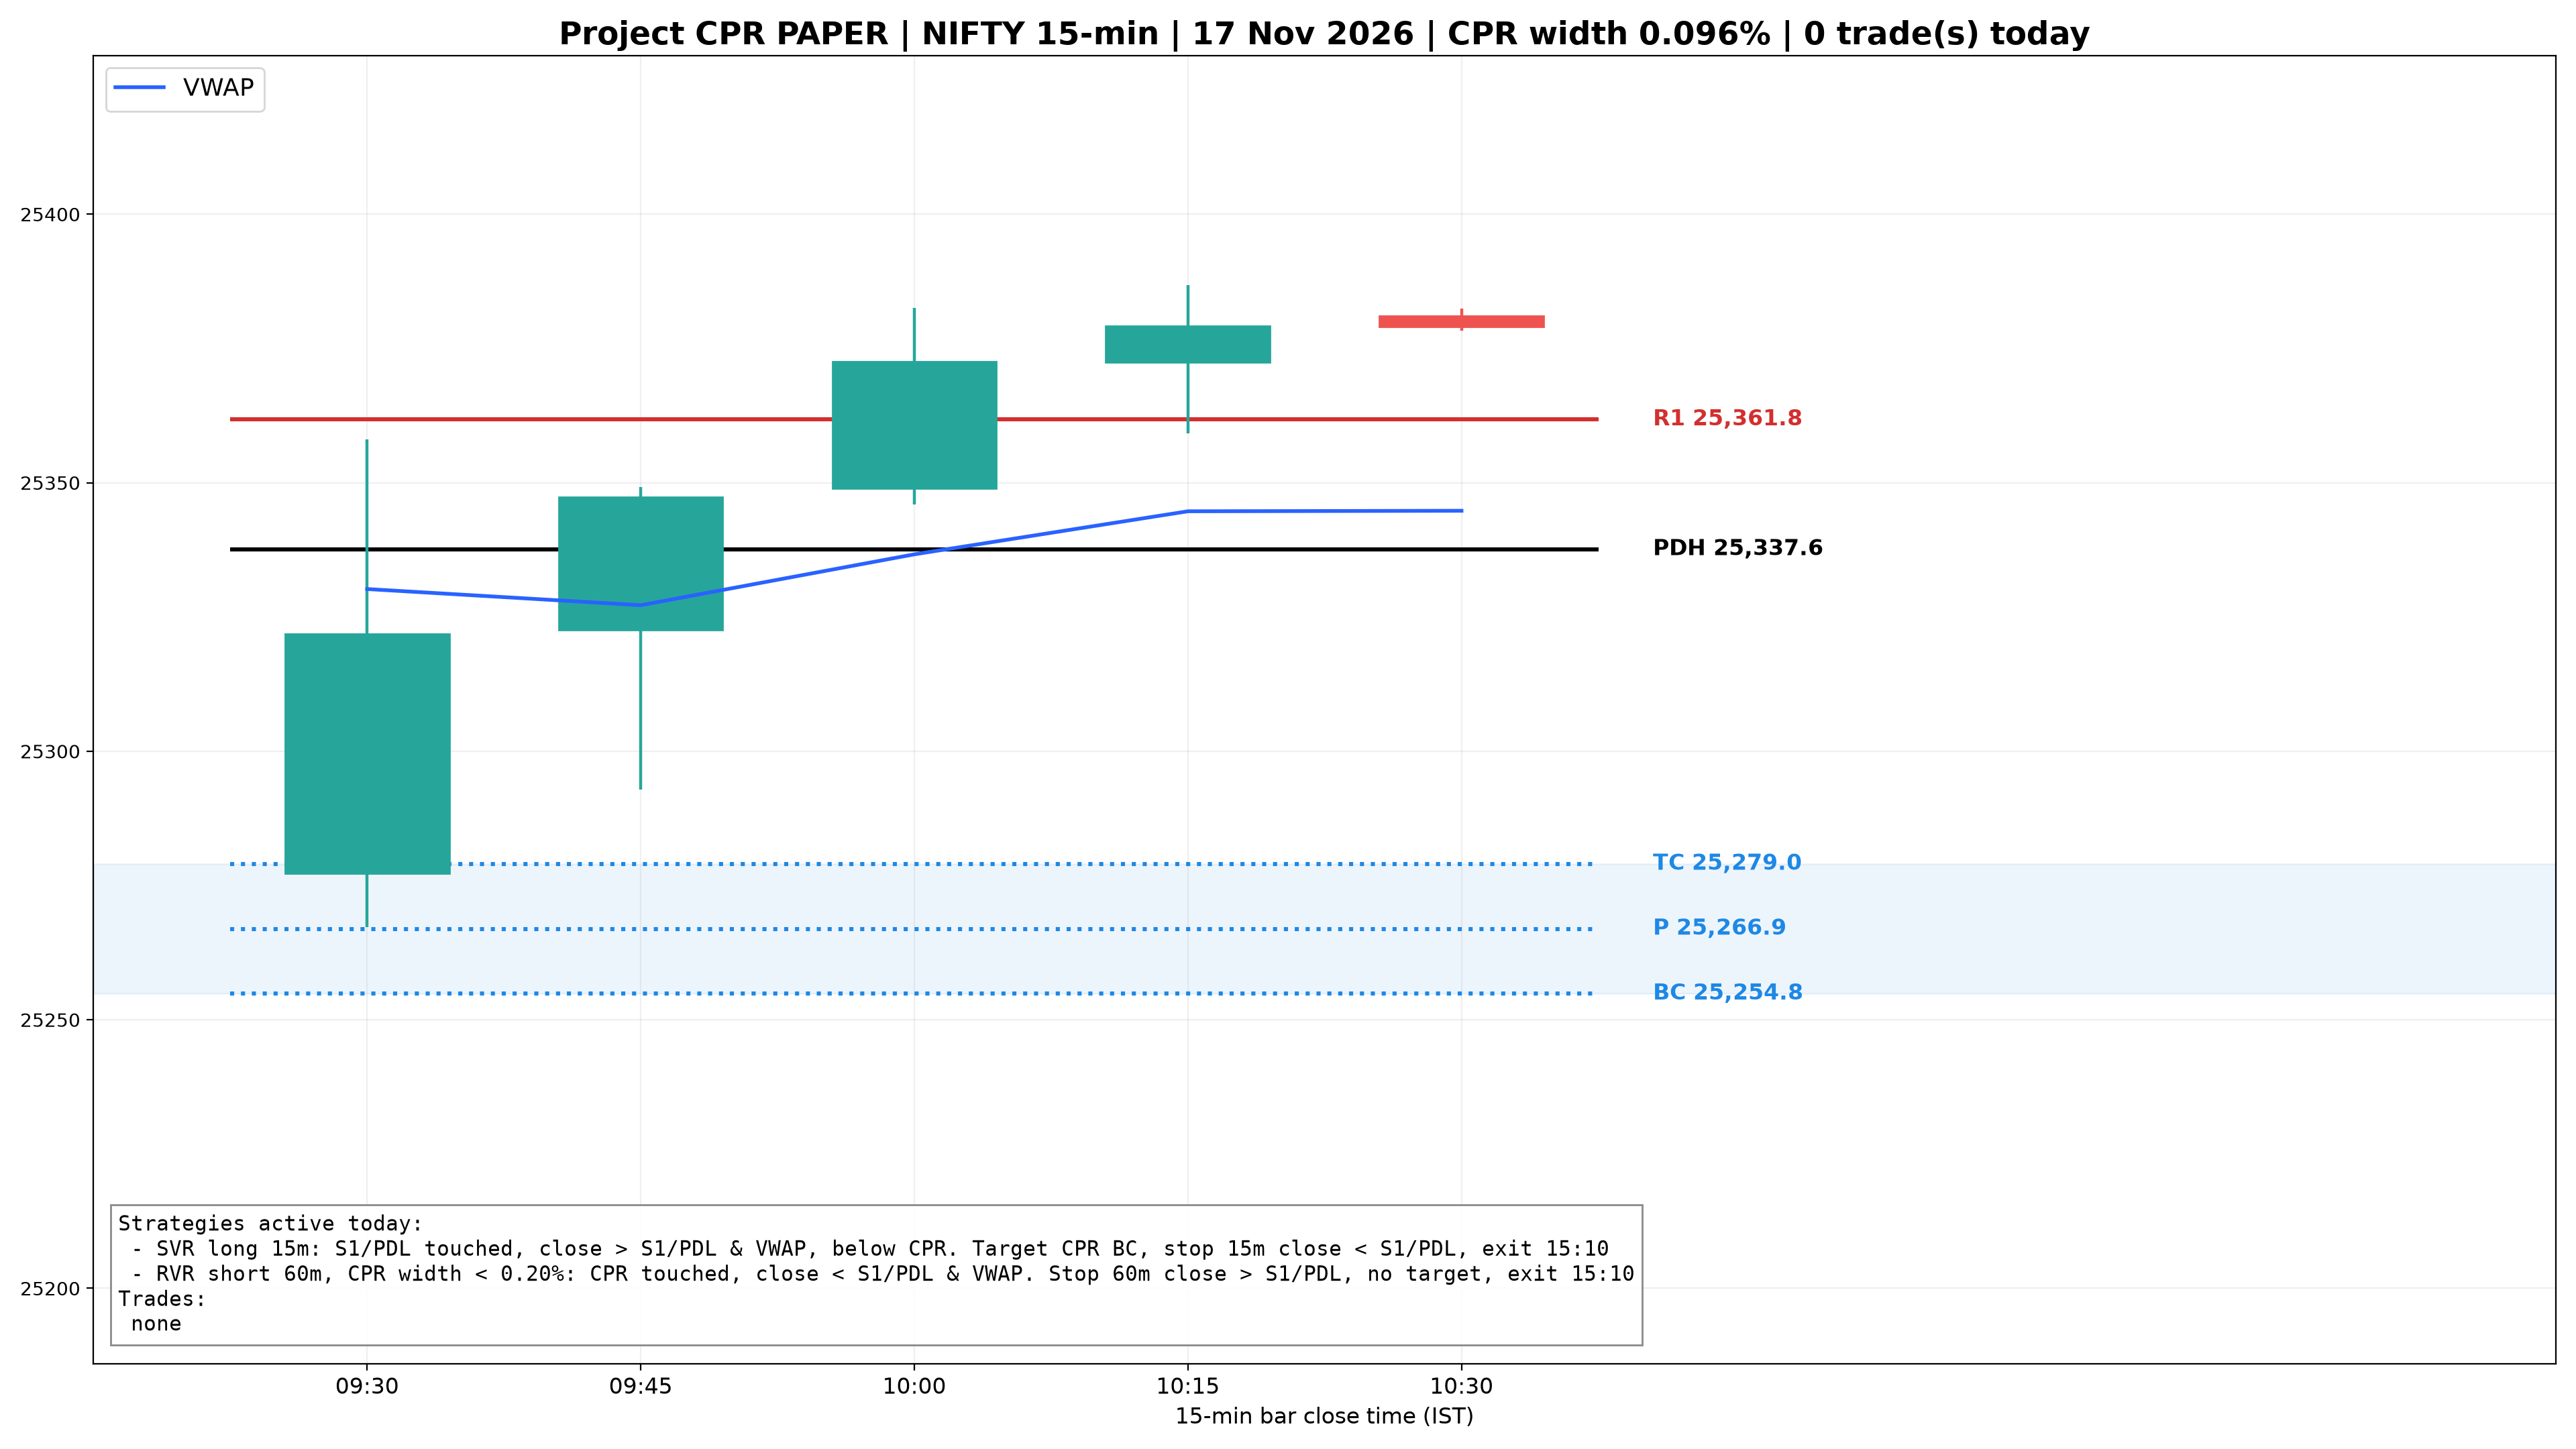 Project CPR PAPER | NIFTY 15-min | 17 Nov 2026 | CPR width 0.096% | 0 trade(s) today
VWAP
25400
25350
25300
25250
25200
R1 25,361.8
PDH 25,337.6
TC 25,279.0
P 25,266.9
BC 25,254.8
Strategies active today:
- SVR long 15m: S1/PDL touched, close > S1/PDL & VWAP, below CPR. Target CPR BC, stop 15m close < S1/PDL, exit 15:10
- RVR short 60m, CPR width < 0.20%: CPR touched, close < S1/PDL & VWAP. Stop 60m close > S1/PDL, no target, exit 15:10
Trades:
none
09:30 09:45 10:00 10:15 10:30
15-min bar close time (IST)